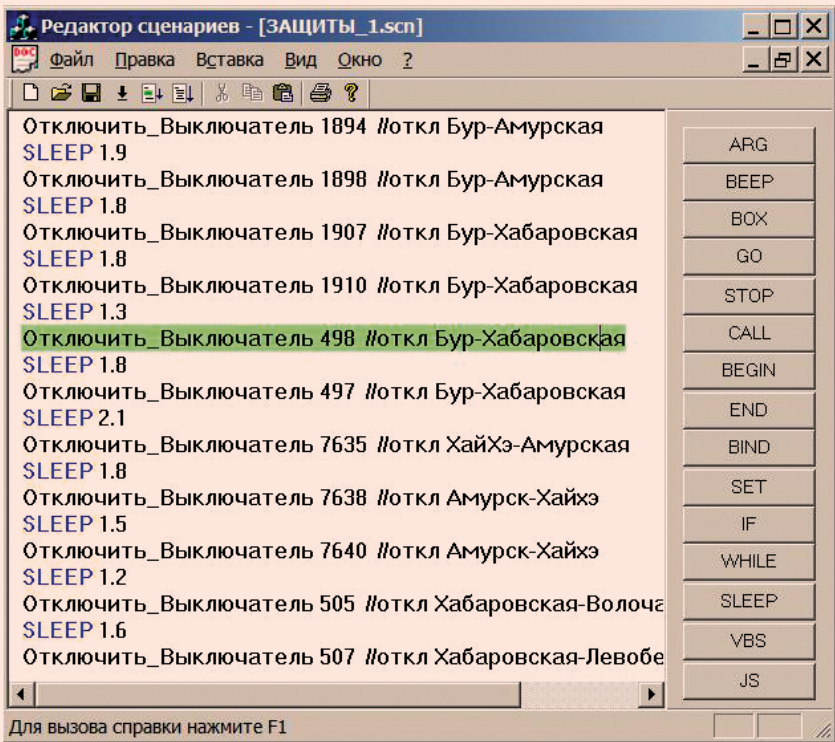 Редактор сценариев - [ЗАЩИТЫ_1.scn]
DOC
Файл Правка Вставка Вид Окно ?
Отключить_Выключатель 1894 //откл Бур-Амурская
SLEEP 1.9
Отключить_Выключатель 1898 //откл Бур-Амурская
SLEEP 1.8
Отключить_Выключатель 1907 //откл Бур-Хабаровская
SLEEP 1.8
Отключить_Выключатель 1910 //откл Бур-Хабаровская
SLEEP 1.3
Отключить_Выключатель 498 //откл Бур-Хабаровская
SLEEP 1.8
Отключить_Выключатель 497 //откл Бур-Хабаровская
SLEEP 2.1
Отключить_Выключатель 7635 //откл ХайХэ-Амурская
SLEEP 1.8
Отключить_Выключатель 7638 //откл Амурск-Хайхэ
SLEEP 1.5
Отключить_Выключатель 7640 //откл Амурск-Хайхэ
SLEEP 1.2
Отключить_Выключатель 505 //откл Хабаровская-Волоча
SLEEP 1.6
Отключить_Выключатель 507 //откл Хабаровская-Левобе
ARG
BEEP
BOX
GO
STOP
CALL
BEGIN
END
BIND
SET
IF
WHILE
SLEEP
VBS
JS
Для вызова справки нажмите F1